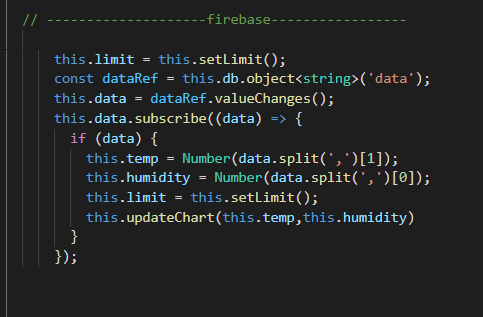 // --------------------firebase-----------------
this.limit = this.setLimit();
const dataRef = this.db.object<string>('data');
this.data = dataRef.valueChanges();
this.data.subscribe((data) => {
if (data) {
this.temp = Number(data.split(',')[1]);
this.humidity = Number(data.split(',')[0]);
this.limit = this.setLimit();
this.updateChart(this.temp,this.humidity)
}
});